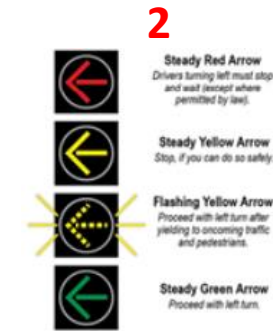 2
Steady Red Arrow
Drivers turning left must stop
and wait (except where
permitted by law).
Steady Yellow Arrow
Stop, if you can do so safely.
Flashing Yellow Arrow
Proceed with left turn after
yielding to oncoming traffic
and pedestrians.
Steady Green Arrow
Proceed with left turn.